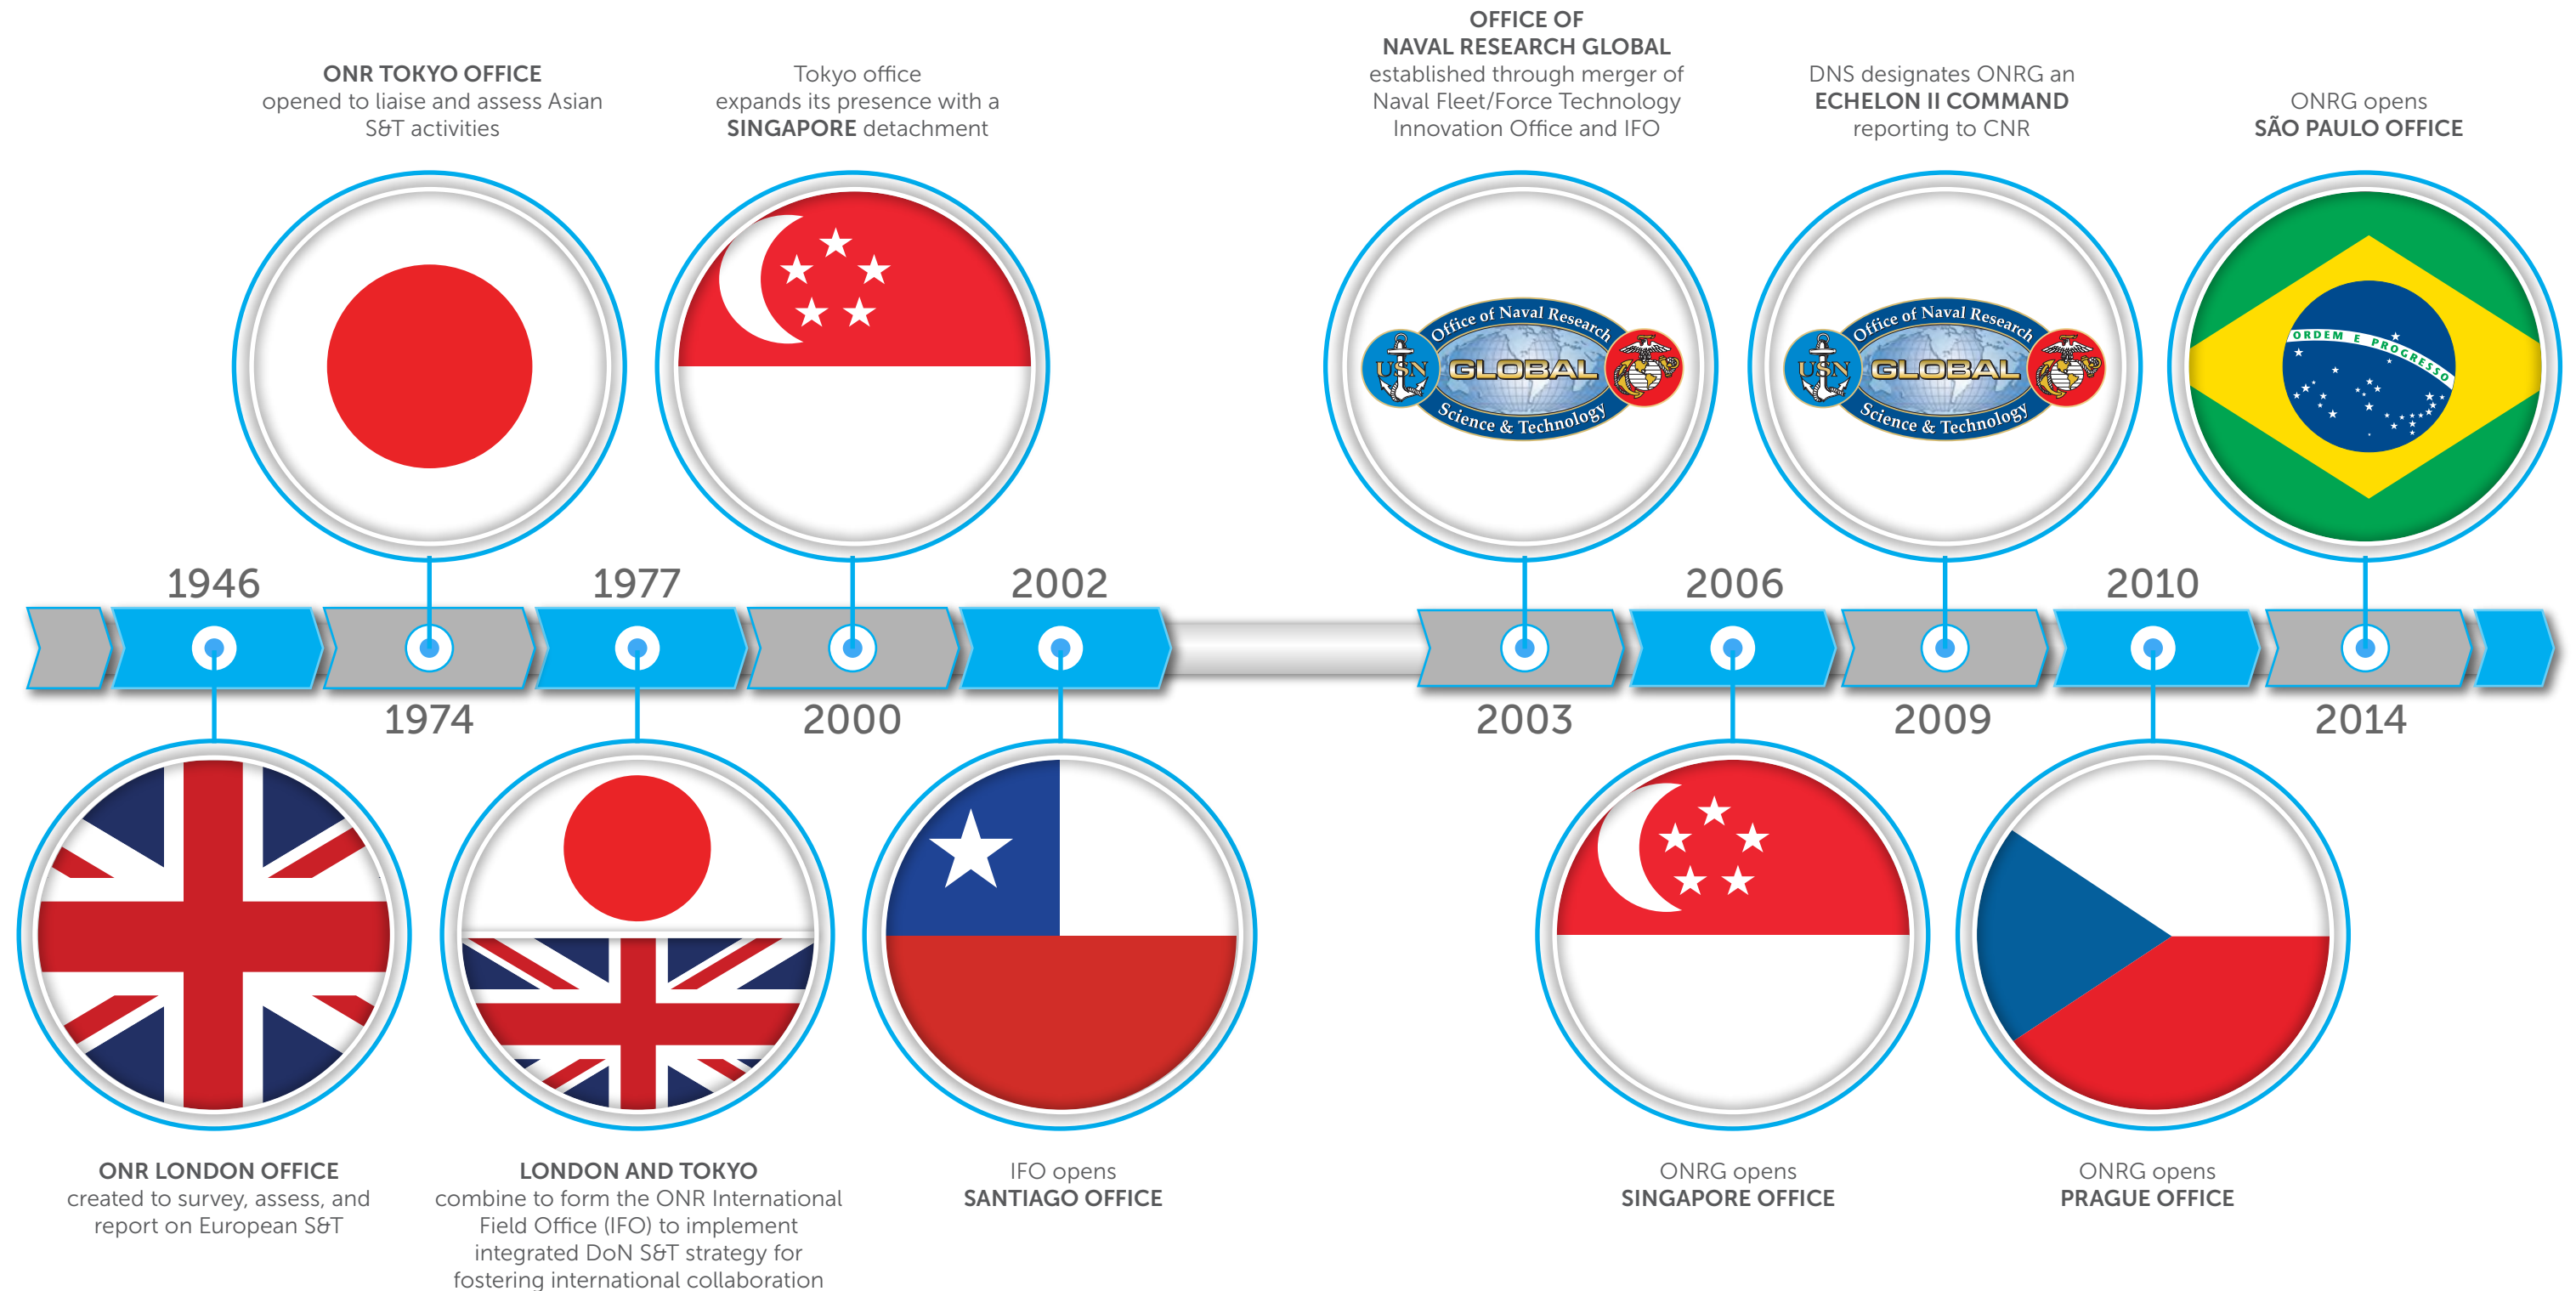 ONR TOKYO OFFICE
opened to liaise and assess Asian
S&T activities
Tokyo office
expands its presence with a
SINGAPORE detachment
OFFICE OF
NAVAL RESEARCH GLOBAL
established through merger of
Naval Fleet/Force Technology
Innovation Office and IFO
DNS designates ONRG an
ECHELON II COMMAND
reporting to CNR
ONRG opens
SÃO PAULO OFFICE
Office of Naval Research
USN
GLOBAL
Science & Technology
Office of Naval Research
USN
GLOBAL
Science & Technology
ORDEM E PROGRESSO
1946
1977
2002
2006
2010
1974
2000
2003
2009
2014
ONR LONDON OFFICE
created to survey, assess, and
report on European S&T
LONDON AND TOKYO
combine to form the ONR International
Field Office (IFO) to implement
integrated DoN S&T strategy for
fostering international collaboration
IFO opens
SANTIAGO OFFICE
ONRG opens
SINGAPORE OFFICE
ONRG opens
PRAGUE OFFICE